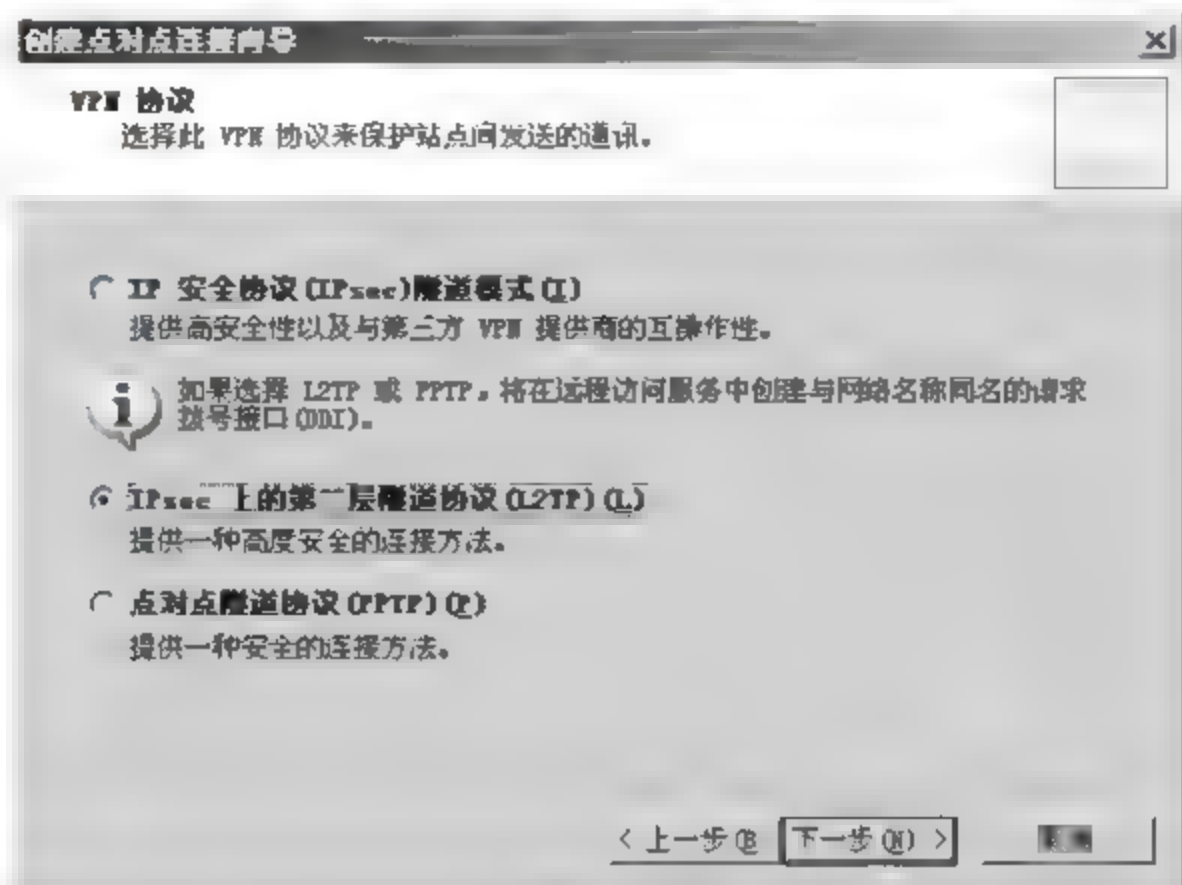 创建点对点连接向导
VPN 协议
选择此 VPN 协议来保护站点间发送的通讯。
IP 安全协议(IPsec)隧道模式(I)
提供高安全性以及与第三方 VPN 提供商的互操作性。
如果选择 L2TP 或 PPTP，将在远程访问服务中创建与网络名称同名的请求
拨号接口(DDI)。
IPsec 上的第二层隧道协议(L2TP)(L)
提供一种高度安全的连接方法。
点对点隧道协议(PPTP)(P)
提供一种安全的连接方法。
< 上一步(B 下一步(N) >